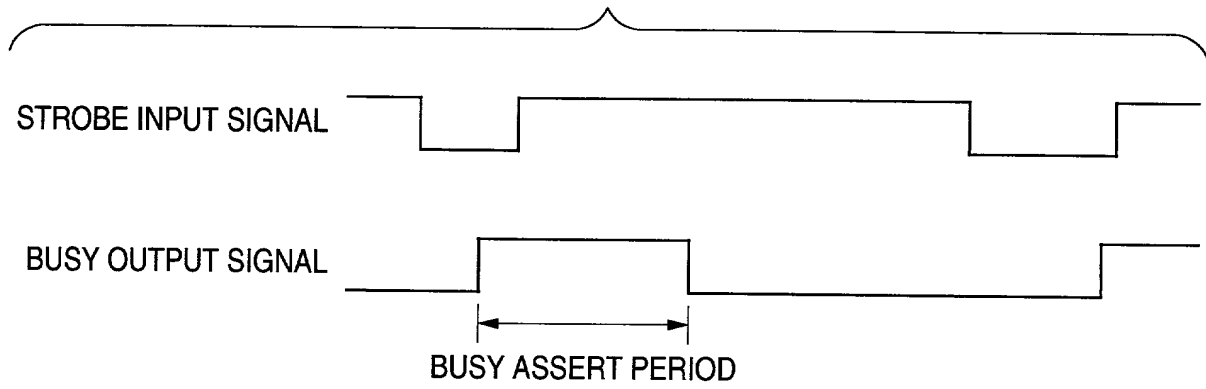 STROBE INPUT SIGNAL
BUSY OUTPUT SIGNAL
BUSY ASSERT PERIOD